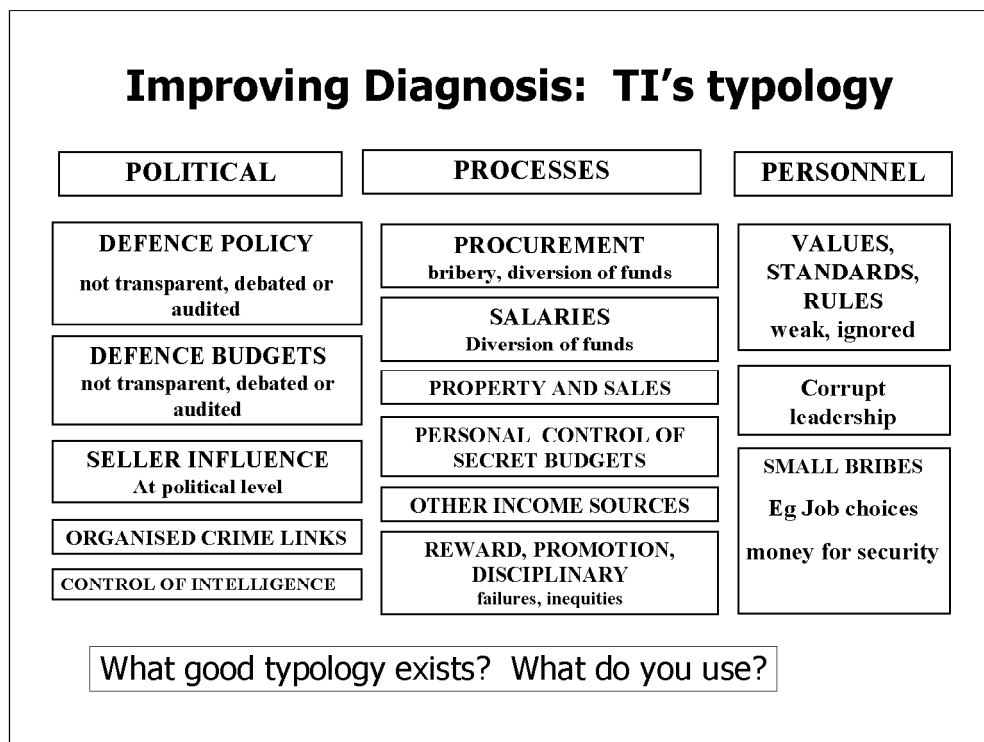 Improving Diagnosis:  TI's typology
POLITICAL
DEFENCE POLICY
not transparent, debated or
audited
DEFENCE BUDGETS
not transparent, debated or
audited
SELLER INFLUENCE
At political level
ORGANISED CRIME LINKS
CONTROL OF INTELLIGENCE
PROCESSES
PROCUREMENT
bribery, diversion of funds
SALARIES
Diversion of funds
PROPERTY AND SALES
PERSONAL  CONTROL OF
SECRET BUDGETS
OTHER INCOME SOURCES
REWARD, PROMOTION,
DISCIPLINARY
failures, inequities
PERSONNEL
VALUES,
STANDARDS,
RULES
weak, ignored
Corrupt
leadership
SMALL BRIBES
Eg Job choices
money for security
What good typology exists?  What do you use?